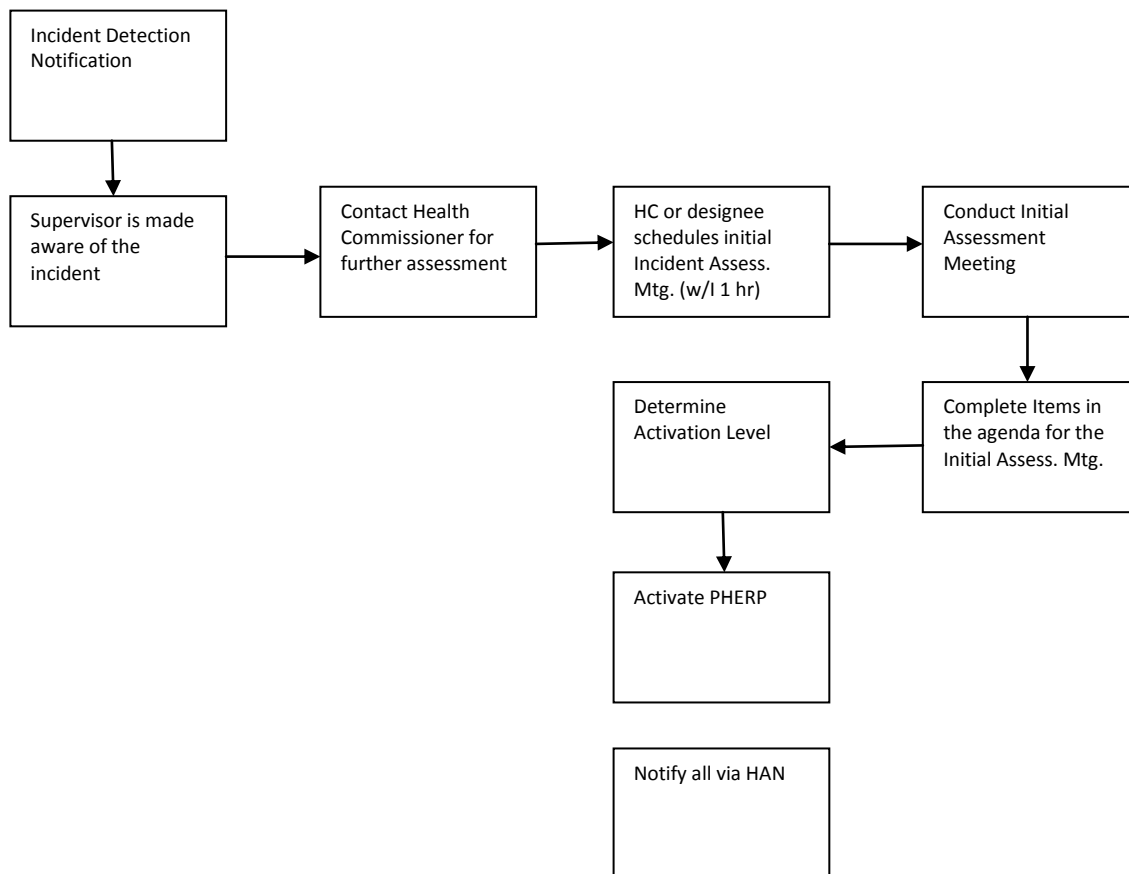 Incident Detection
Notification
Supervisor is made
aware of the
incident
Contact Health
Commissioner for
further assessment
HC or designee
schedules initial
Incident Assess.
Mtg. (w/I 1 hr)
Conduct Initial
Assessment
Meeting
Complete Items in
the agenda for the
Initial Assess. Mtg.
Determine
Activation Level
Activate PHERP
Notify all via HAN